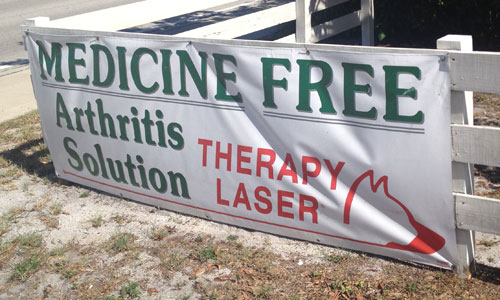 MEDICINE FREE
Arthritis
Solution
THERAPY
LASER